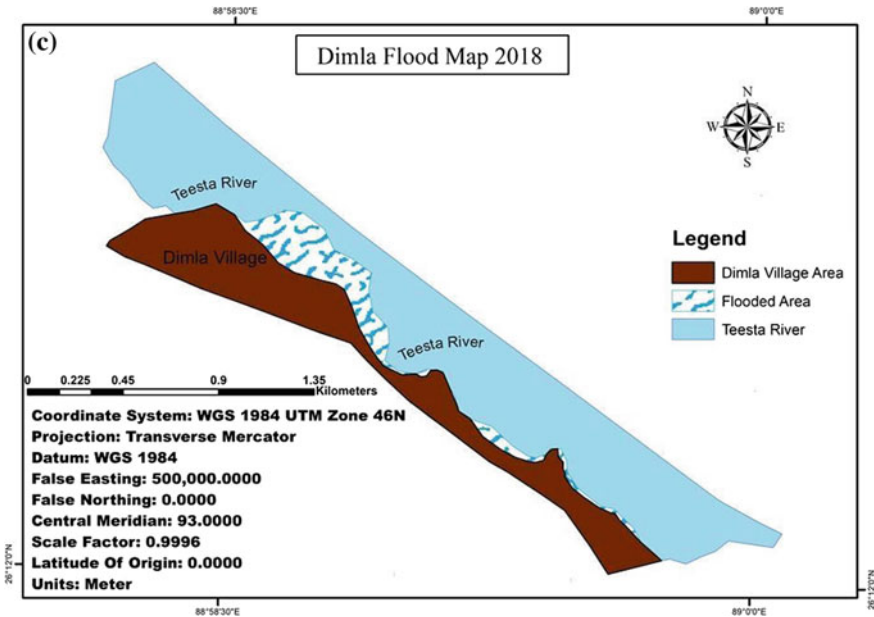 88°58'30"E
89°0'0"E
(c)
Dimla Flood Map 2018
N
W E
S
Teesta River
Dimla Village
Legend
Dimla Village Area
Flooded Area
Teesta River
Teesta River
0 0.225 0.45 0.9 1.35
Kilometers
Coordinate System: WGS 1984 UTM Zone 46N
Projection: Transverse Mercator
Datum: WGS 1984
False Easting: 500,000.0000
False Northing: 0.0000
Central Meridian: 93.0000
Scale Factor: 0.9996
Latitude Of Origin: 0.0000
Units: Meter
26°12'0"N
26°12'0"N
88°58'30"E
89°0'0"E